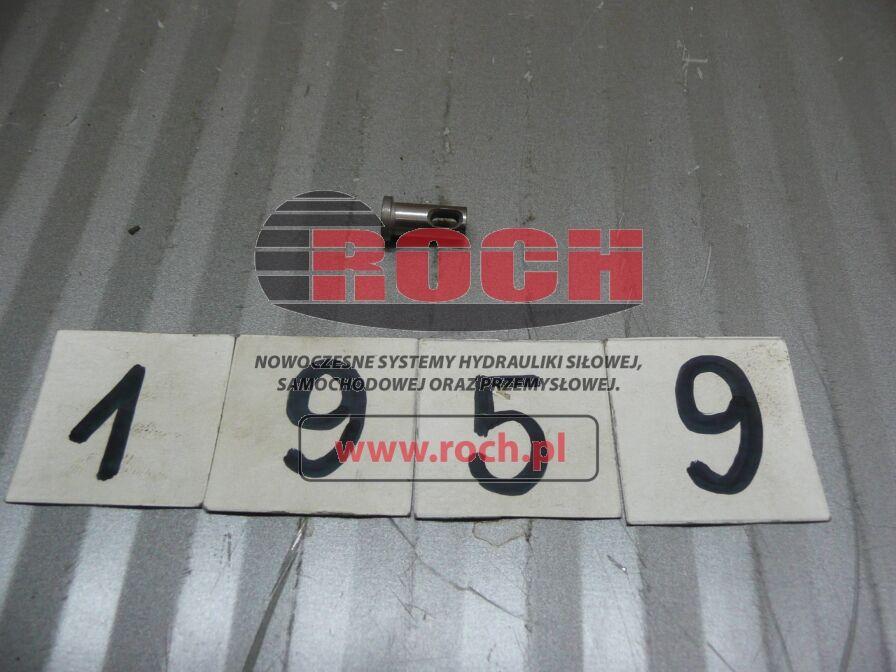 ROCH
NOWOCZESNE SYSTEMY HYDRAULIKI SIŁOWEJ,
SAMOCHODOWEJ ORAZ PRZEMYSŁOWEJ.
1 9 5 9
www.roch.pl